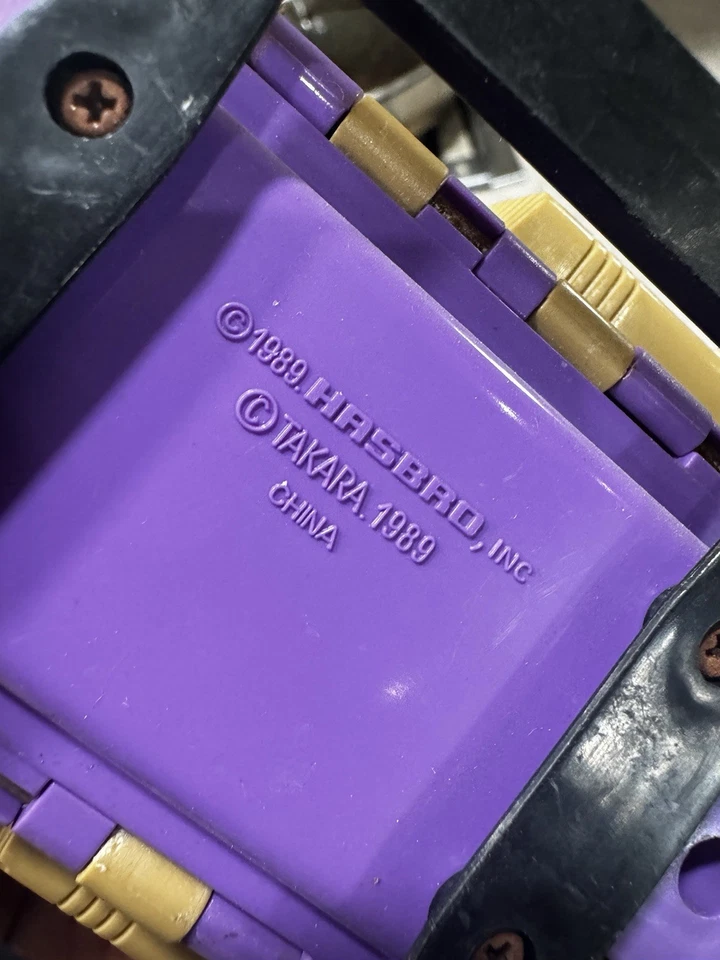 ©1989. HASBRO, INC
©TAKARA. 1989
CHINA